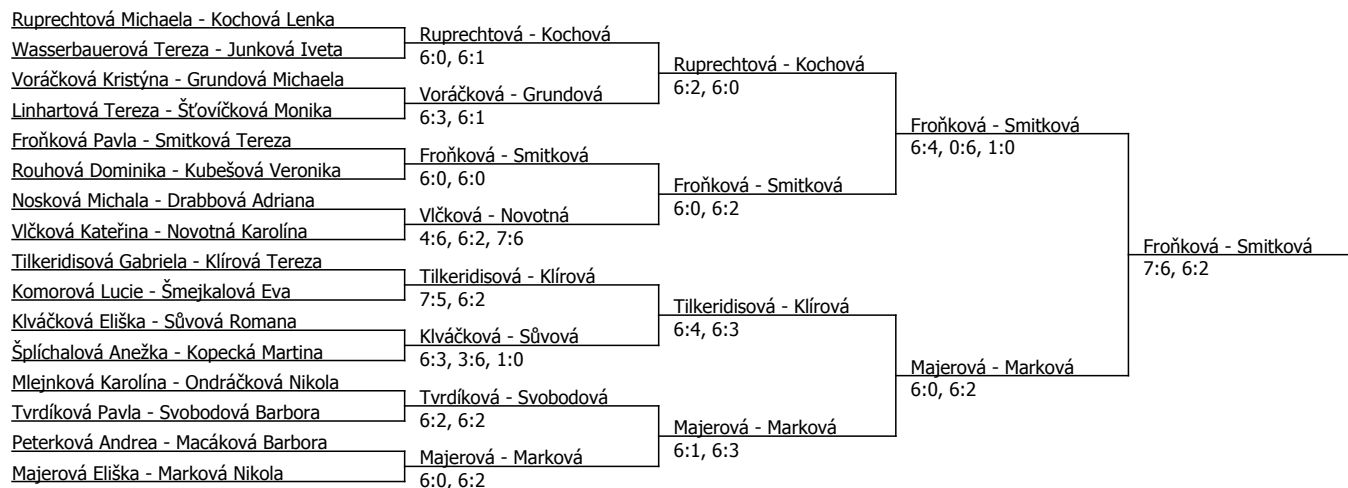 Ruprechtová Michaela - Kochová Lenka
Wasserbauerová Tereza - Junková Iveta
Voráčková Kristýna - Grundová Michaela
Linhartová Tereza - Šťovíčková Monika
Froňková Pavla - Smitková Tereza
Rouhová Dominika - Kubešová Veronika
Nosková Michala - Drabbová Adriana
Vlčková Kateřina - Novotná Karolína
Tilkeridisová Gabriela - Klírová Tereza
Komorová Lucie - Šmejkalová Eva
Klváčková Eliška - Sůvová Romana
Šplíchalová Anežka - Kopecká Martina
Mlejnková Karolína - Ondráčková Nikola
Tvrdíková Pavla - Svobodová Barbora
Peterková Andrea - Macáková Barbora
Majerová Eliška - Marková Nikola
Ruprechtová - Kochová
6:0, 6:1
Voráčková - Grundová
6:3, 6:1
Froňková - Smitková
6:0, 6:0
Vlčková - Novotná
4:6, 6:2, 7:6
Tilkeridisová - Klírová
7:5, 6:2
Klváčková - Sůvová
6:3, 3:6, 1:0
Tvrdíková - Svobodová
6:2, 6:2
Majerová - Marková
6:0, 6:2
Ruprechtová - Kochová
6:2, 6:0
Froňková - Smitková
6:0, 6:2
Tilkeridisová - Klírová
6:4, 6:3
Majerová - Marková
6:1, 6:3
Froňková - Smitková
6:4, 0:6, 1:0
Majerová - Marková
6:0, 6:2
Froňková - Smitková
7:6, 6:2